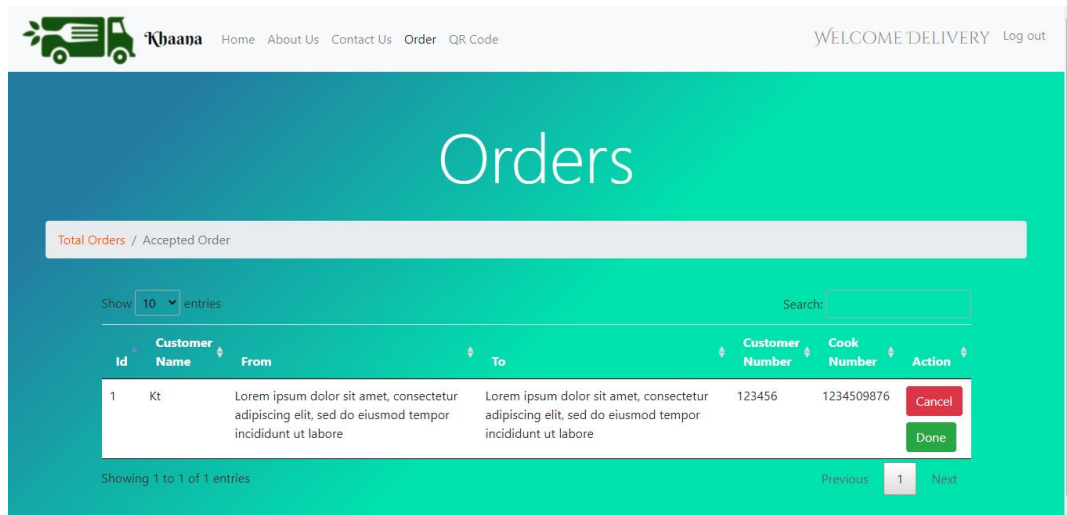 Khaana Home About Us Contact Us Order QR Code WELCOME DELIVERY Log out
Orders
Total Orders / Accepted Order
Show 10 entries Search:
Id Customer Name From To Customer Number Cook Number Action
1 Kt Lorem ipsum dolor sit amet, consectetur Lorem ipsum dolor sit amet, consectetur 123456 1234509876 Cancel
adipiscing elit, sed do eiusmod tempor adipiscing elit, sed do eiusmod tempor
incididunt ut labore incididunt ut labore Done
Showing 1 to 1 of 1 entries Previous 1 Next